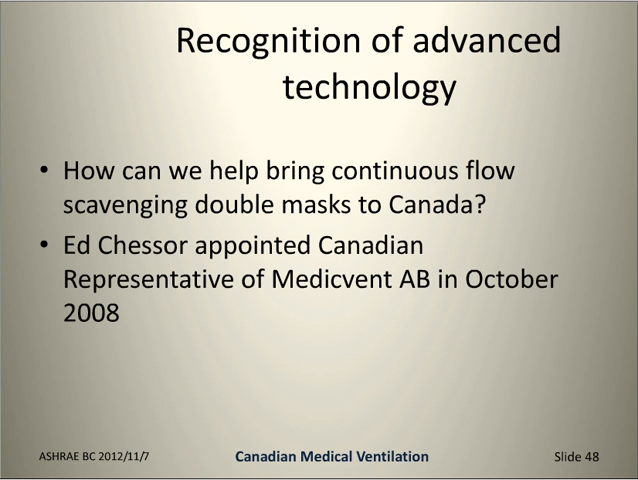 Recognition of advanced
technology
• How can we help bring continuous flow
scavenging double masks to Canada?
• Ed Chessor appointed Canadian
Representative of Medicvent AB in October
2008
ASHRAE BC 2012/11/7
Canadian Medical Ventilation
Slide 48